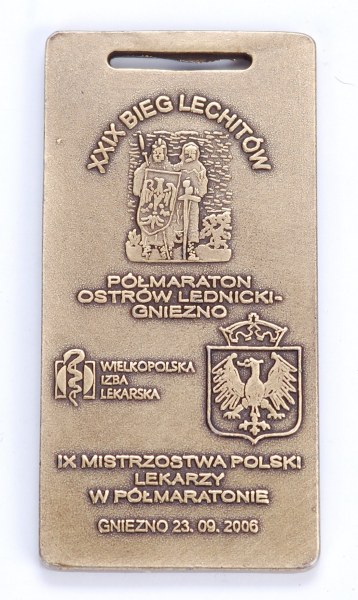 XXIX BIEG LECHITÓW
PÓŁMARATON
OSTRÓW LEDNICKI-
GNIEZNO
WIELKOPOLSKA
IZBA
LEKARSKA
IX MISTRZOSTWA POLSKI
LEKARZY
W PÓŁMARATONIE
GNIEZNO 23. 09. 2006